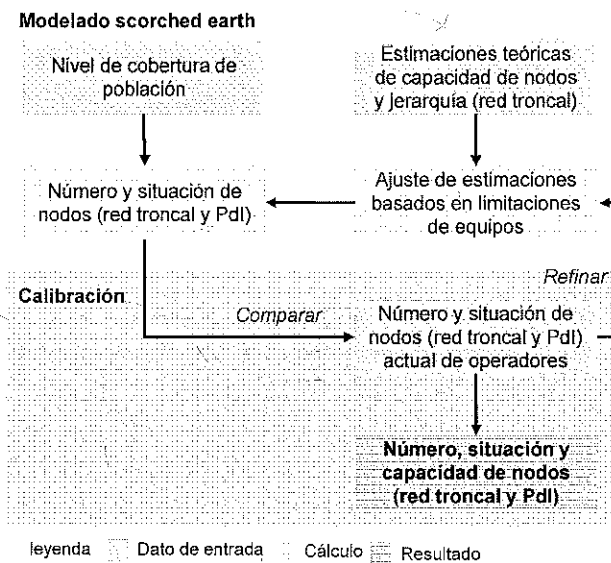 Modelado scorched earth
Nivel de cobertura de
población
Estimaciones teóricas
de capacidad de nodos
y jerarquía (red troncal)
Número y situación de
nodos (red troncal y PdI)
Ajuste de estimaciones
basados en limitaciones
de equipos
Refinar
Calibración
Comparar
Número y situación de
nodos (red troncal y PdI)
actual de operadores
Número, situación y
capacidad de nodos
(red troncal y PdI)
leyenda Dato de entrada Cálculo Resultado